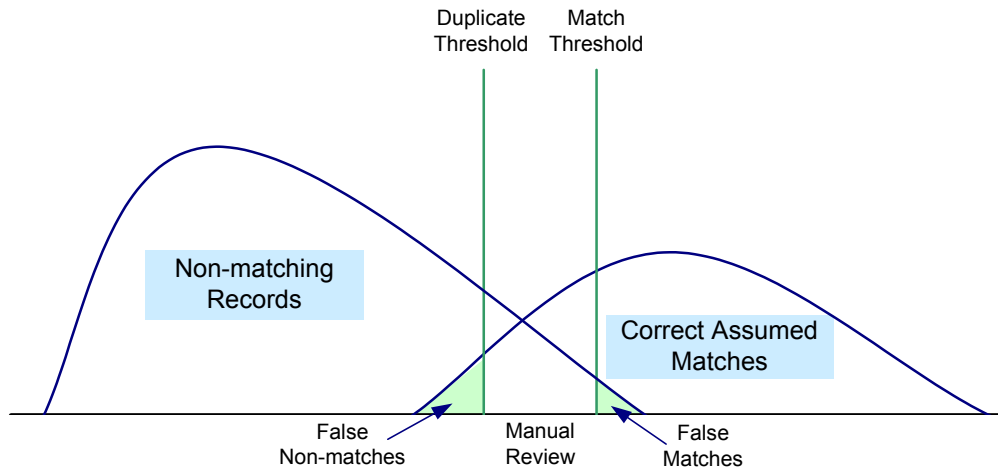 Duplicate
Threshold
Match
Threshold
Non-matching
Records
Correct Assumed
Matches
False
Non-matches
Manual
Review
False
Matches